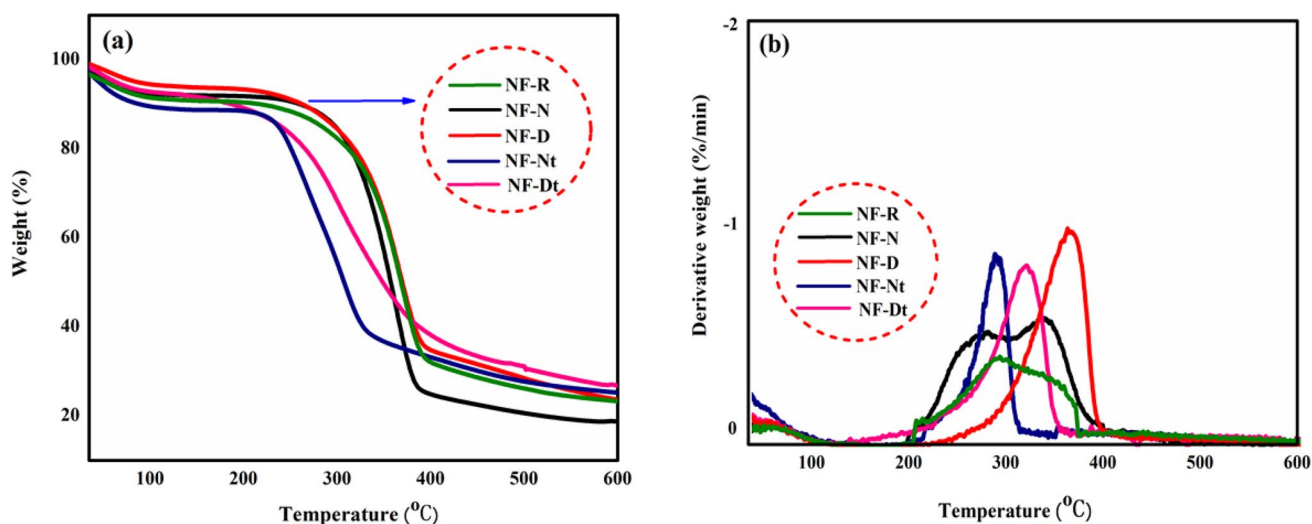 (a)
Weight (%)
100
80
60
40
20
NF-R
NF-N
NF-D
NF-Nt
NF-Dt
100
200
300
400
500
600
Temperature (°C)
(b)
Derivative weight (%/min)
-2
-1
0
NF-R
NF-N
NF-D
NF-Nt
NF-Dt
100
200
300
400
500
600
Temperature (°C)